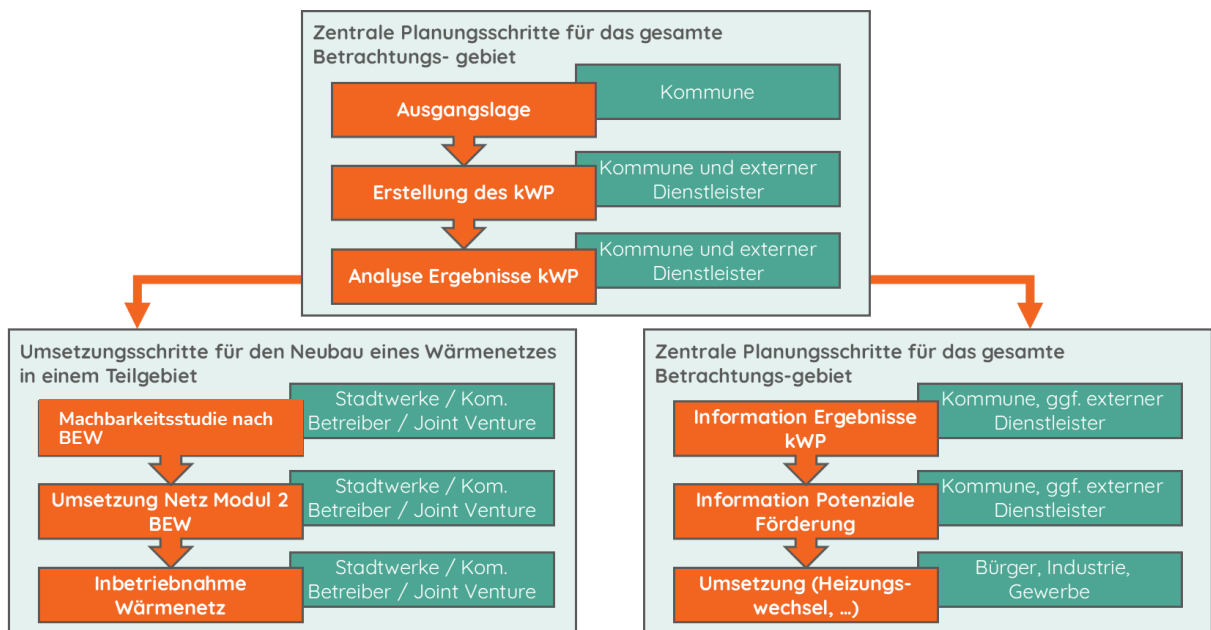 Zentrale Planungsschritte für das gesamte
Betrachtungs- gebiet
Ausgangslage
Kommune
Erstellung des kWP
Kommune und externer
Dienstleister
Analyse Ergebnisse kWP
Kommune und externer
Dienstleister
Umsetzungsschritte für den Neubau eines Wärmenetzes
in einem Teilgebiet
Machbarkeitsstudie nach
BEW
Stadtwerke / Kom.
Betreiber / Joint Venture
Umsetzung Netz Modul 2
BEW
Stadtwerke / Kom.
Betreiber / Joint Venture
Inbetriebnahme
Wärmenetz
Stadtwerke / Kom.
Betreiber / Joint Venture
Zentrale Planungsschritte für das gesamte
Betrachtungs-gebiet
Information Ergebnisse
kWP
Kommune, ggf. externer
Dienstleister
Information Potenziale
Förderung
Kommune, ggf. externer
Dienstleister
Umsetzung (Heizungs-
wechsel, ...)
Bürger, Industrie,
Gewerbe